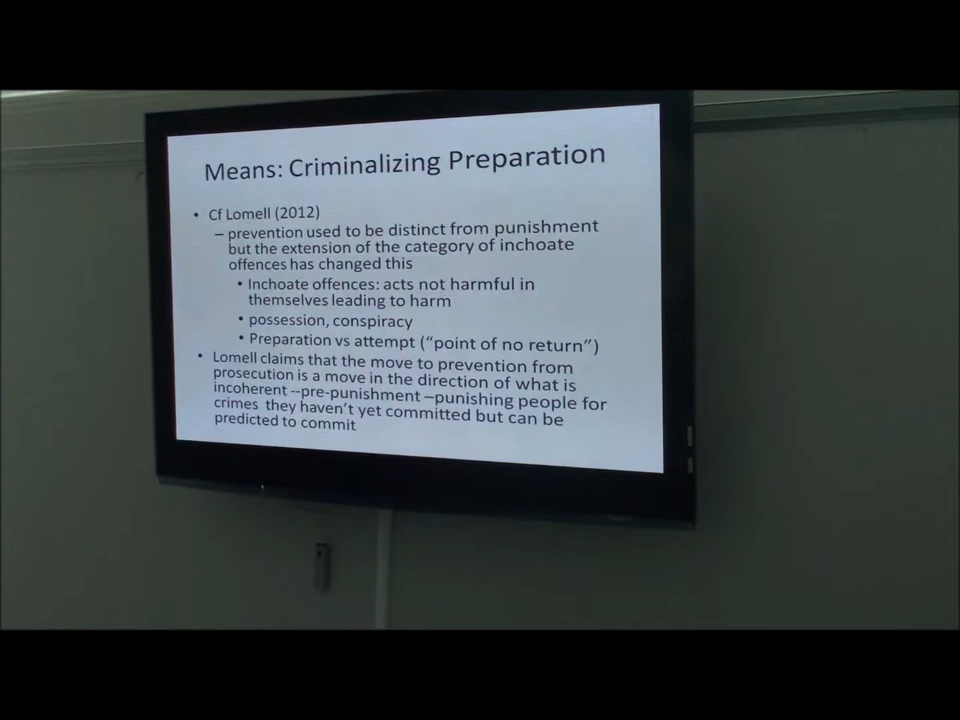 Means: Criminalizing Preparation
• Cf Lomell (2012)
– prevention used to be distinct from punishment
but the extension of the category of inchoate
offences has changed this
• Inchoate offences: acts not harmful in
themselves leading to harm
• possession, conspiracy
• Preparation vs attempt (“point of no return”)
• Lomell claims that the move to prevention from
prosecution is a move in the direction of what is
incoherent --pre-punishment –punishing people for
crimes they haven’t yet committed but can be
predicted to commit